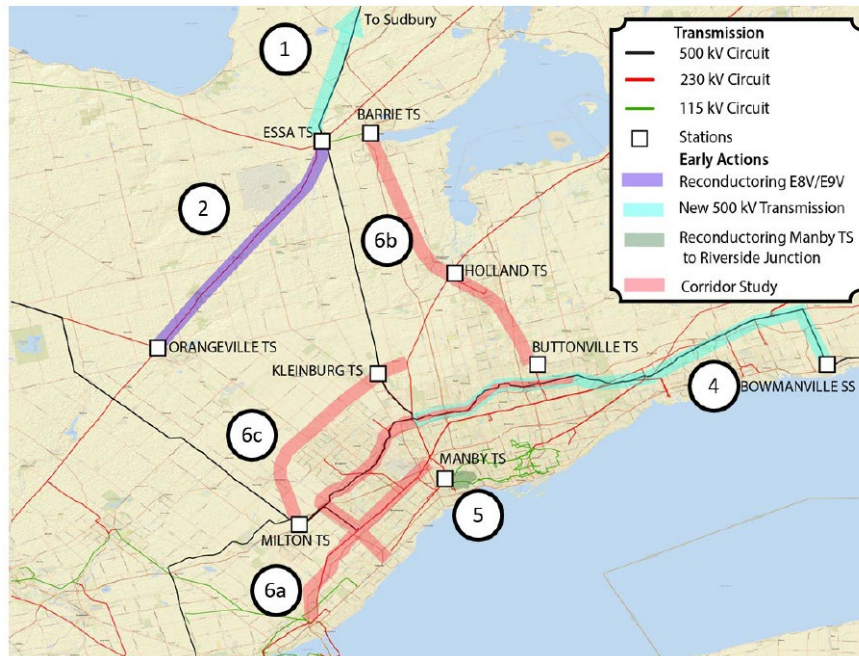 To Sudbury
1
BARRIE TS
ESSA TS
2
6b
HOLLAND TS
ORANGEVILLE TS
KLEINBURG TS
BUTTONVILLE TS
4
BOWMANVILLE SS
6c
MANBY TS
5
MILTON TS
6a
Transmission
500 kV Circuit
230 kV Circuit
115 kV Circuit
Stations
Early Actions
Reconductoring E8V/E9V
New 500 kV Transmission
Reconductoring Manby TS
to Riverside Junction
Corridor Study